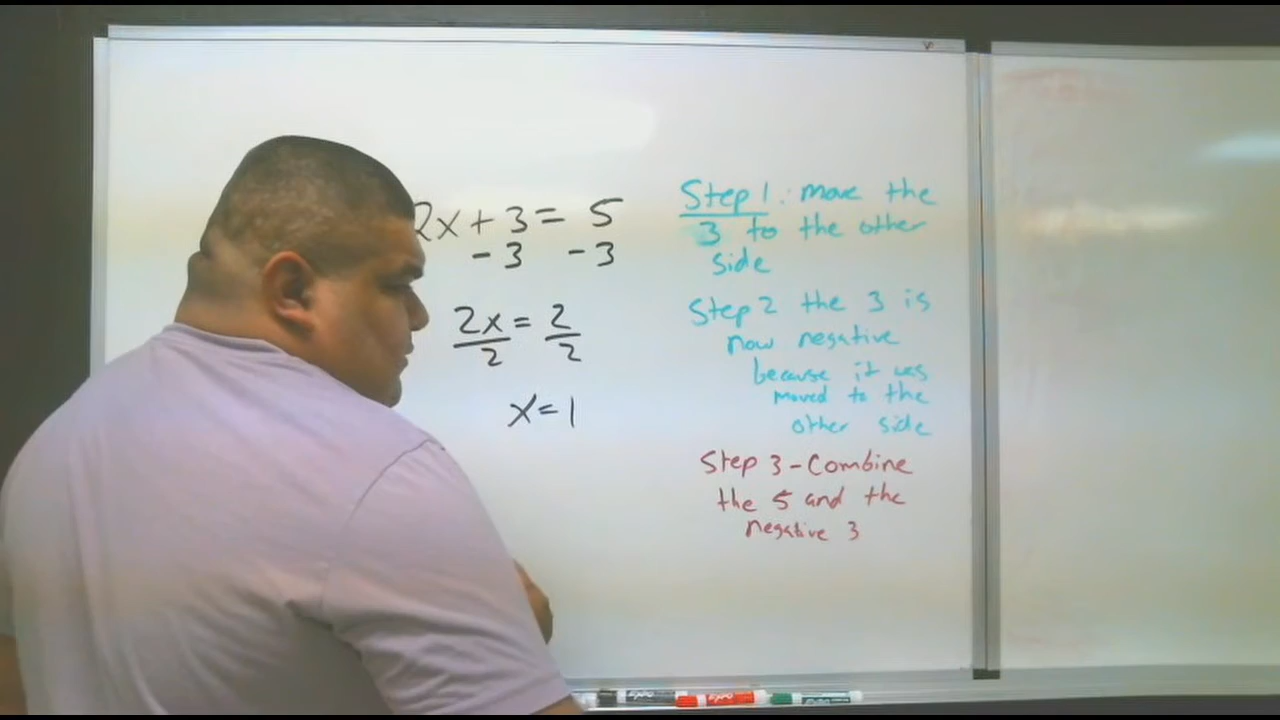 2x + 3 = 5
- 3 - 3
2x = 2
2 2
x = 1
Step 1: move the
3 to the other
side
Step 2 the 3 is
now negative
because it was
moved to the
other side
Step 3 - Combine
the 5 and the
negative 3
EXPO EXPO